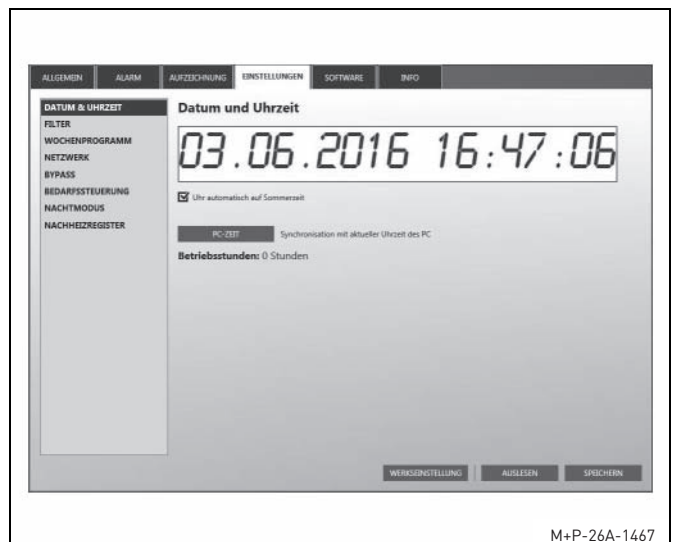 ALLGEMEIN ALARM AUFZEICHNUNG EINSTELLUNGEN SOFTWARE INFO
DATUM & UHRZEIT
FILTER
WOCHENPROGRAMM
NETZWERK
BYPASS
BEDARFSSTEUERUNG
NACHTMODUS
NACHHEIZREGISTER
Datum und Uhrzeit
03.06.2016 16:47:06
Uhr automatisch auf Sommerzeit
PC-ZEIT Synchronisation mit aktueller Uhrzeit des PC
Betriebsstunden: 0 Stunden
WERKSEINSTELLUNG AUSLESEN SPEICHERN
M+P-26A-1467